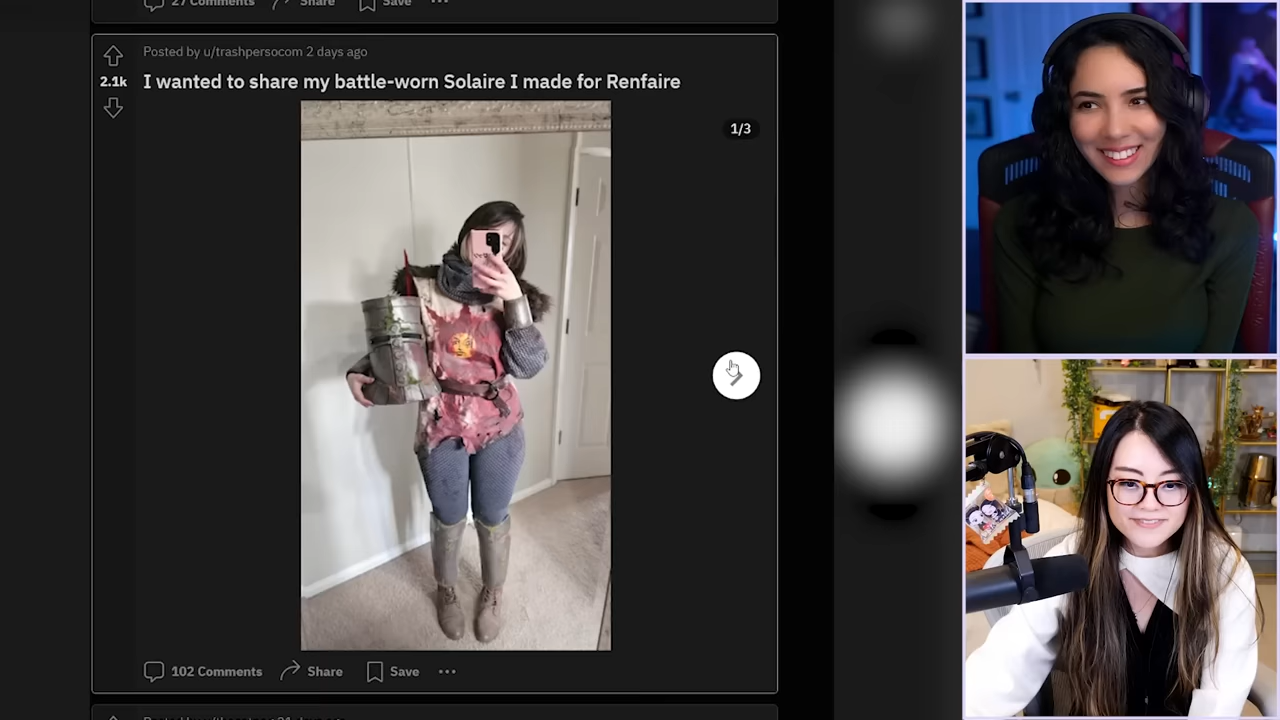 27 Comments Share Save
Posted by u/trashpersocom 2 days ago
2.1k
I wanted to share my battle-worn Solaire I made for Renfaire
1/3
102 Comments Share Save